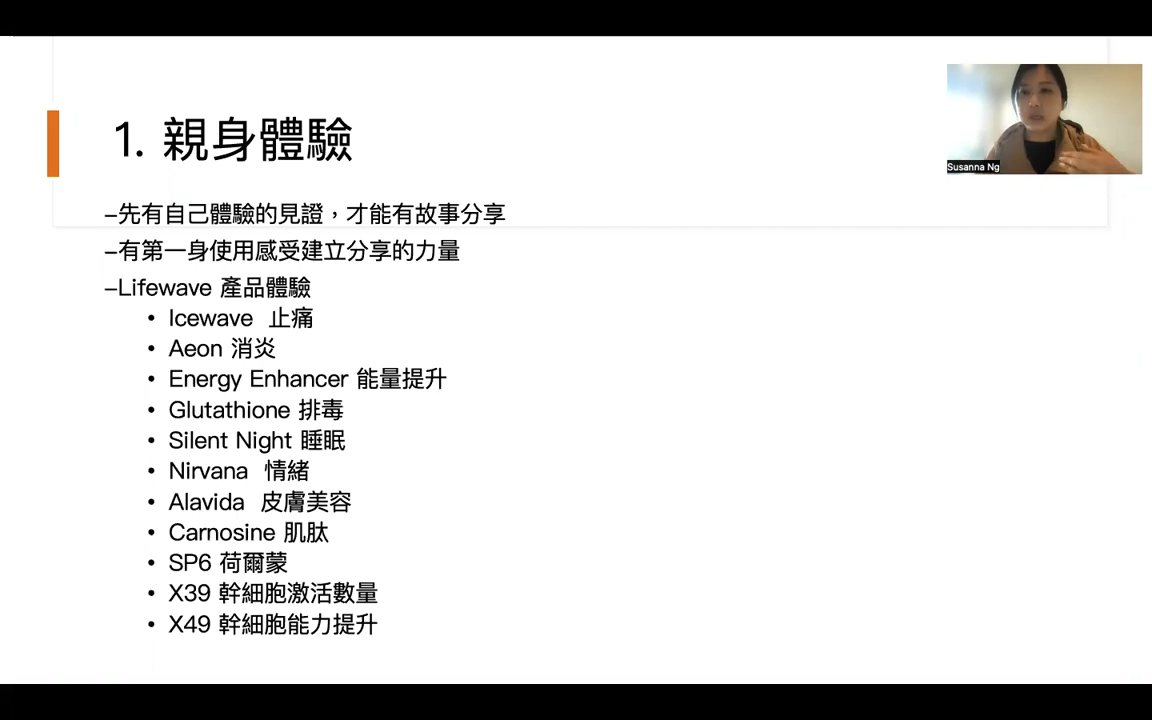 1. 親身體驗
–先有自己體驗的見證，才能有故事分享
–有第一身使用感受建立分享的力量
–Lifewave 產品體驗
• Icewave 止痛
• Aeon 消炎
• Energy Enhancer 能量提升
• Glutathione 排毒
• Silent Night 睡眠
• Nirvana 情緒
• Alavida 皮膚美容
• Carnosine 肌肽
• SP6 荷爾蒙
• X39 幹細胞激活數量
• X49 幹細胞能力提升
Susanna Ng